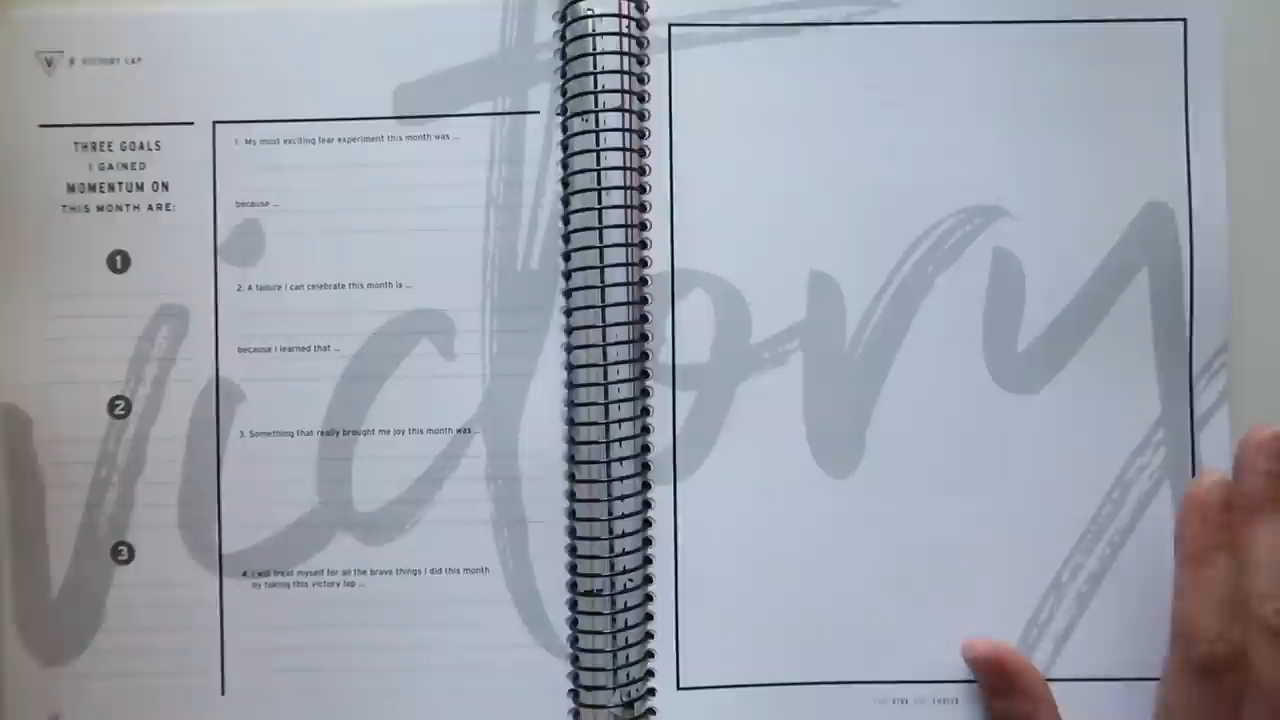 VICTORY LAP
THREE GOALS
I GAINED
MOMENTUM ON
THIS MONTH ARE:
1
2
3
1. My most exciting fear experiment this month was ...
because ...
2. A failure I can celebrate this month is ...
because I learned that ...
3. Something that really brought me joy this month was ...
4. I will treat myself for all the brave things I did this month
by taking this victory lap ...
victory